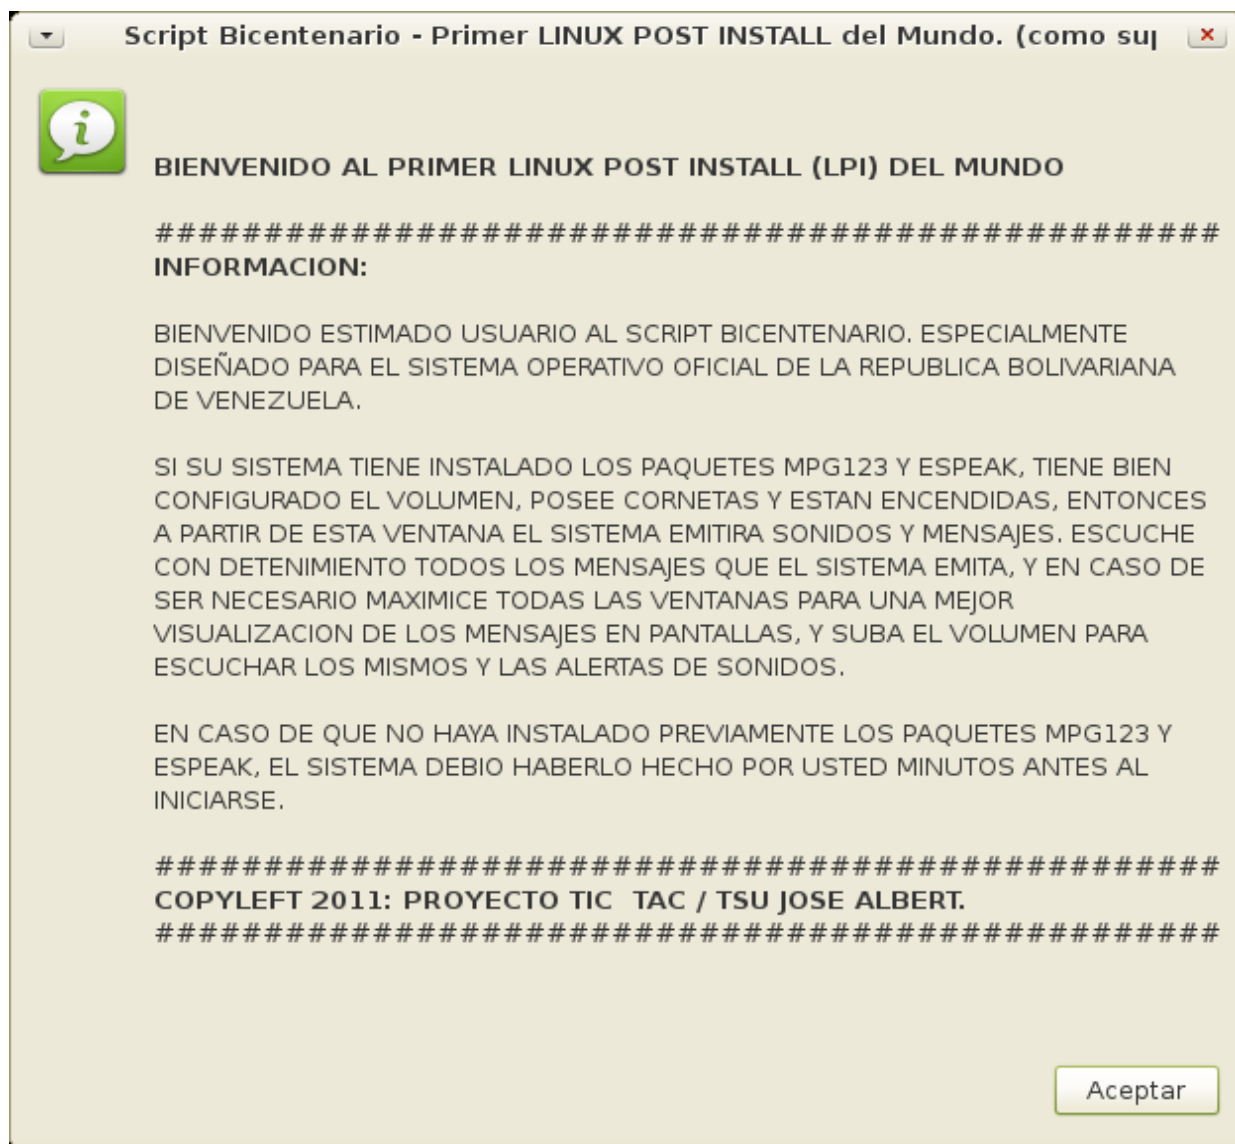 Script Bicentenario - Primer LINUX POST INSTALL del Mundo. (como
BIENVENIDO AL PRIMER LINUX POST INSTALL (LPI) DEL MUNDO
#################################################
INFORMACION:
BIENVENIDO ESTIMADO USUARIO AL SCRIPT BICENTENARIO. ESPECIALMENTE
DISEÑADO PARA EL SISTEMA OPERATIVO OFICIAL DE LA REPUBLICA BOLIVARIANA
DE VENEZUELA.
SI SU SISTEMA TIENE INSTALADO LOS PAQUETES MPG123 Y ESPEAK, TIENE BIEN
CONFIGURADO EL VOLUMEN, POSEE CORNETAS Y ESTAN ENCENDIDAS, ENTONCES
A PARTIR DE ESTA VENTANA EL SISTEMA EMITIRA SONIDOS Y MENSAJES. ESCUCHE
CON DETENIMIENTO TODOS LOS MENSAJES QUE EL SISTEMA EMITA, Y EN CASO DE
SER NECESARIO MAXIMICE TODAS LAS VENTANAS PARA UNA MEJOR
VISUALIZACION DE LOS MENSAJES EN PANTALLAS, Y SUBA EL VOLUMEN PARA
ESCUCHAR LOS MISMOS Y LAS ALERTAS DE SONIDOS.
EN CASO DE QUE NO HAYA INSTALADO PREVIAMENTE LOS PAQUETES MPG123 Y
ESPEAK, EL SISTEMA DEBIO HABERLO HECHO POR USTED MINUTOS ANTES AL
INICIARSE.
#################################################
COPYLEFT 2011: PROYECTO TIC  TAC / TSU JOSE ALBERT.
#################################################
Aceptar